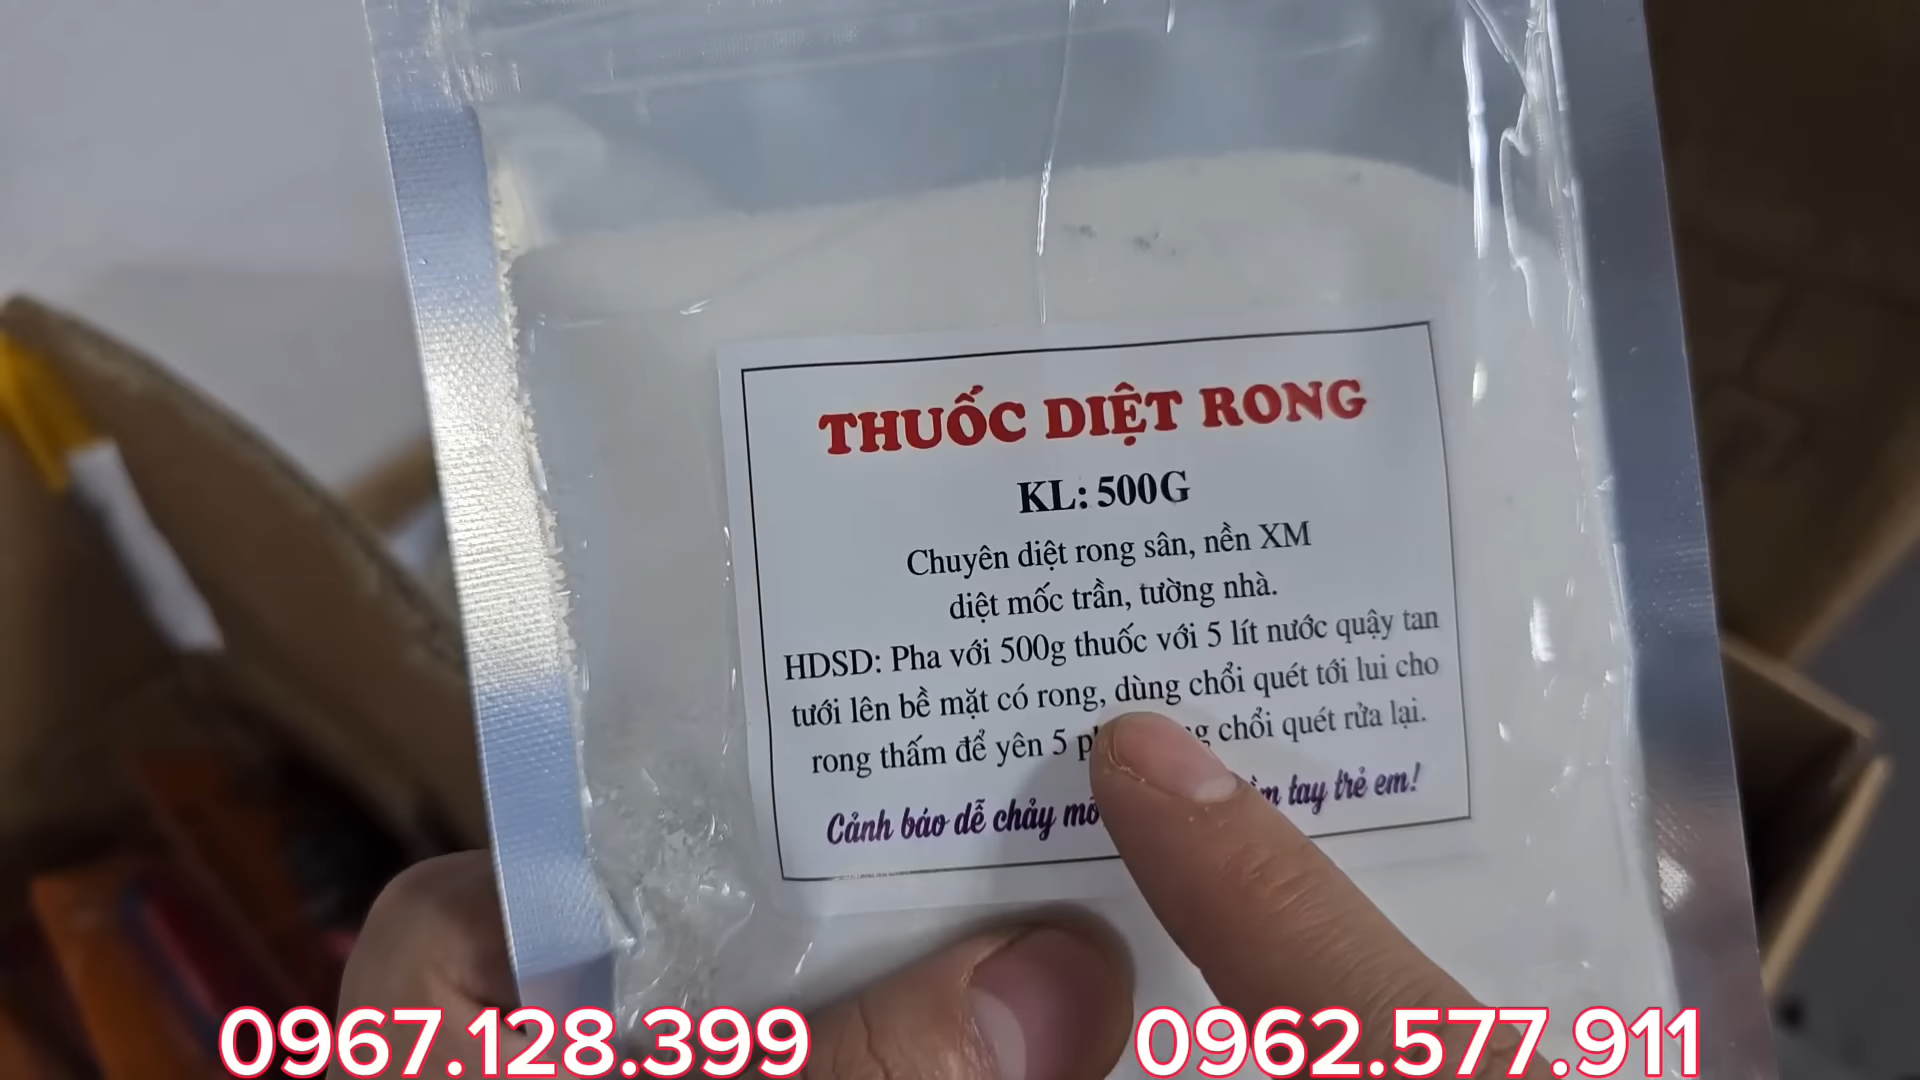 THUỐC DIỆT RONG
KL: 500G
Chuyên diệt rong sân, nền XM
diệt mốc trần, tường nhà.
HDSD: Pha với 500g thuốc với 5 lít nước quậy tan
tưới lên bề mặt có rong, dùng chổi quét tới lui cho
rong thấm để yên 5 chổi quét rửa lại.
Cảnh báo dễ chảy tay trẻ em!
0967.128.399
0962.577.911